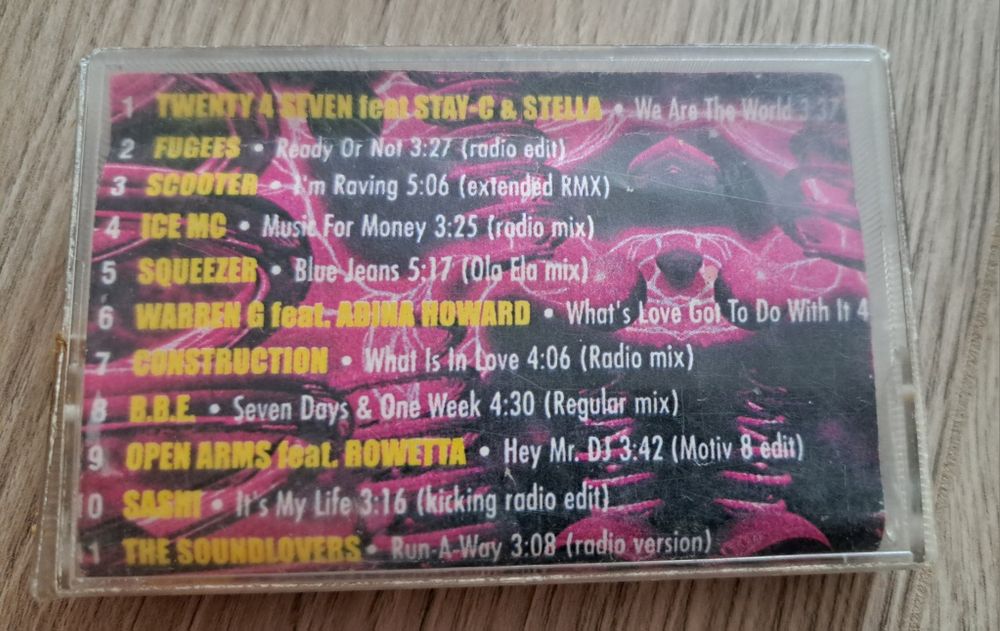 1 TWENTY 4 SEVEN feat STAY-C & STELLA • We Are The World 3:37
2 FUGEES • Ready Or Not 3:27 (radio edit)
3 SCOOTER • I'm Raving 5:06 (extended RMX)
4 ICE MC • Music For Money 3:25 (radio mix)
5 SQUEEZER • Blue Jeans 5:17 (Ola Ela mix)
6 WARREN G feat. ADINA HOWARD • What's Love Got To Do With It 4
7 CONSTRUCTION • What Is In Love 4:06 (Radio mix)
8 B.B.E. • Seven Days & One Week 4:30 (Regular mix)
9 OPEN ARMS feat. ROWETTA • Hey Mr. DJ 3:42 (Motiv 8 edit)
10 SASH! • It's My Life 3:16 (kicking radio edit)
1 THE SOUNDLOVERS • Run-A-Way 3:08 (radio version)